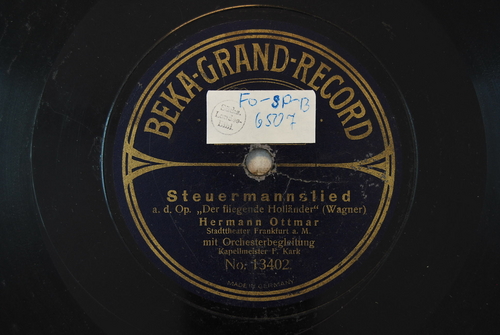 BEKA-GRAND-RECORD
Fo-SP-B
6507
Steuermannslied
a. d. Op. „Der fliegende Holländer" (Wagner)
Hermann Ottmar
Stadttheater Frankfurt a. M.
mit Orchesterbegleitung
Kapellmeister F. Kark
No. 13402
MADE IN GERMANY